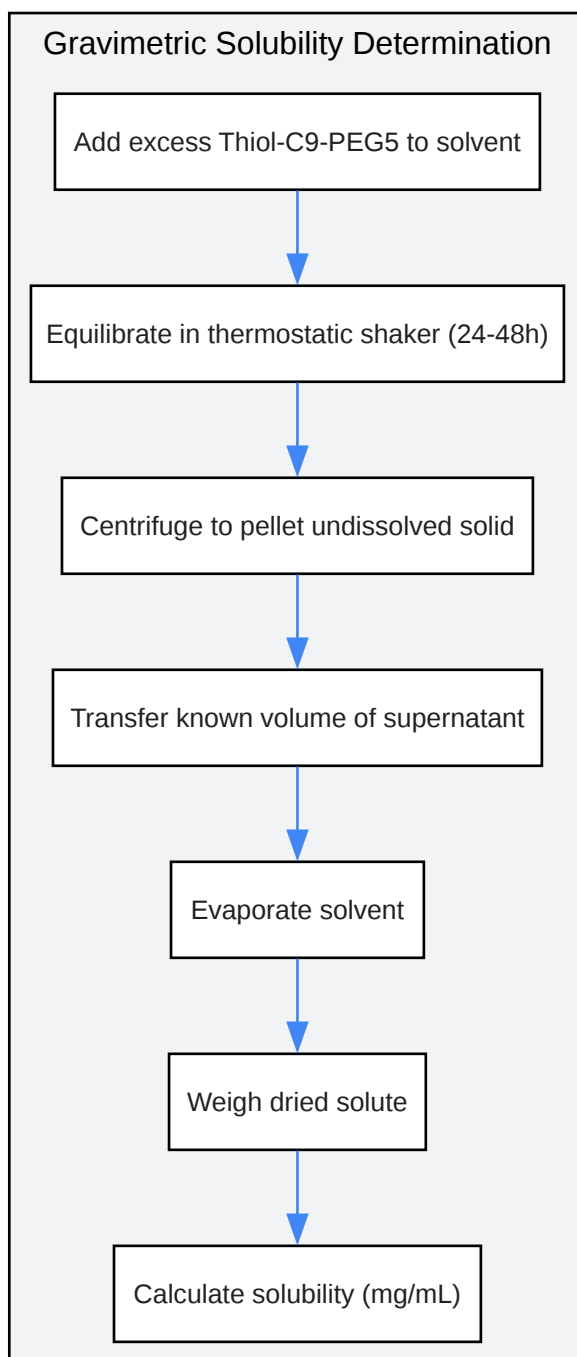 Gravimetric Solubility Determination
Add excess Thiol-C9-PEG5 to solvent
Equilibrate in thermostatic shaker (24-48h)
Centrifuge to pellet undissolved solid
Transfer known volume of supernatant
Evaporate solvent
Weigh dried solute
Calculate solubility (mg/mL)